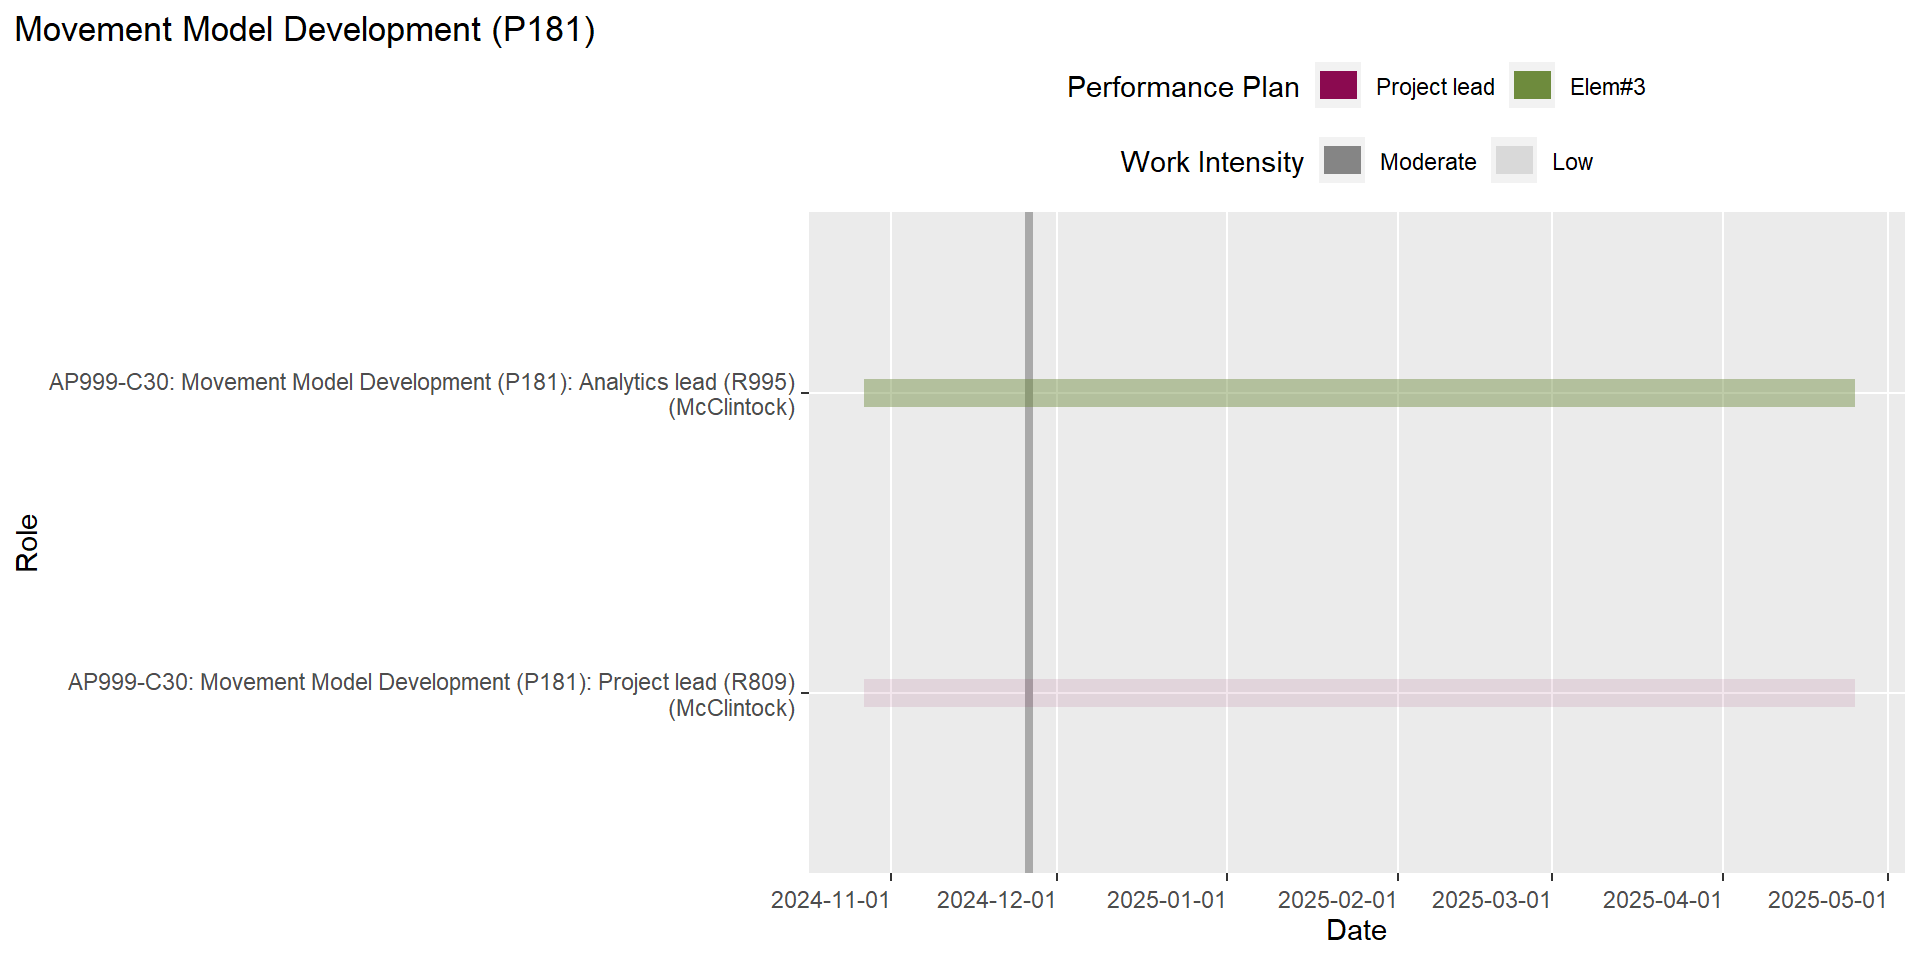 Movement Model Development (P181)
Performance Plan Project lead Elem#3
Work Intensity Moderate Low
AP999-C30: Movement Model Development (P181): Analytics lead (R995)
(McClintock)
Role
AP999-C30: Movement Model Development (P181): Project lead (R809)
(McClintock)
2024-11-01 2024-12-01 2025-01-01 2025-02-01 2025-03-01 2025-04-01 2025-05-01
Date